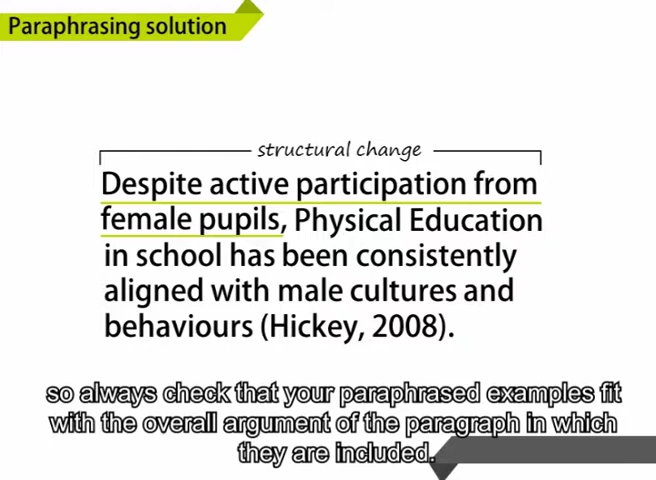 Paraphrasing solution
structural change
Despite active participation from
female pupils, Physical Education
in school has been consistently
aligned with male cultures and
behaviours (Hickey, 2008).
so always check that your paraphrased examples fit
with the overall argument of the paragraph in which
they are included.